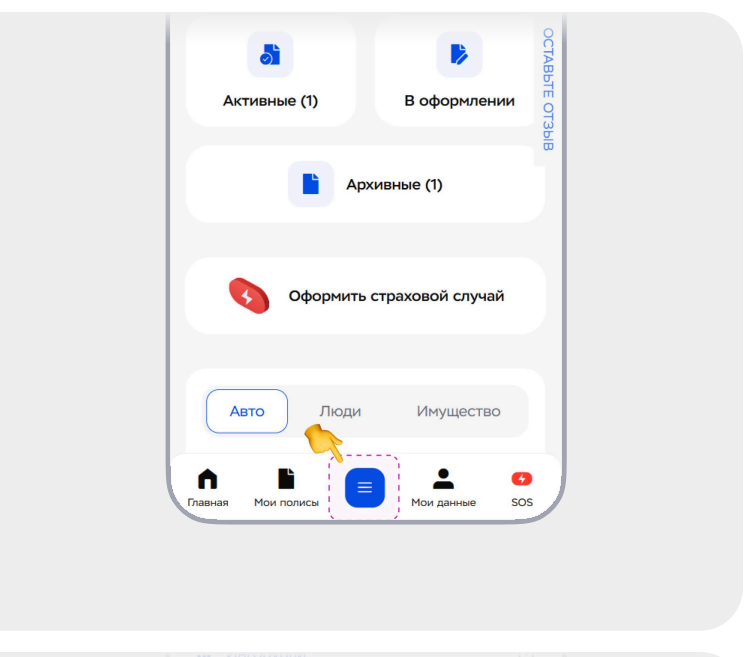 Активные (1)
В оформлении
ОСТАВЬТЕ ОТЗЫВ
Архивные (1)
Оформить страховой случай
Авто
Люди
Имущество
Главная
Мои полисы
Мои данные
SOS